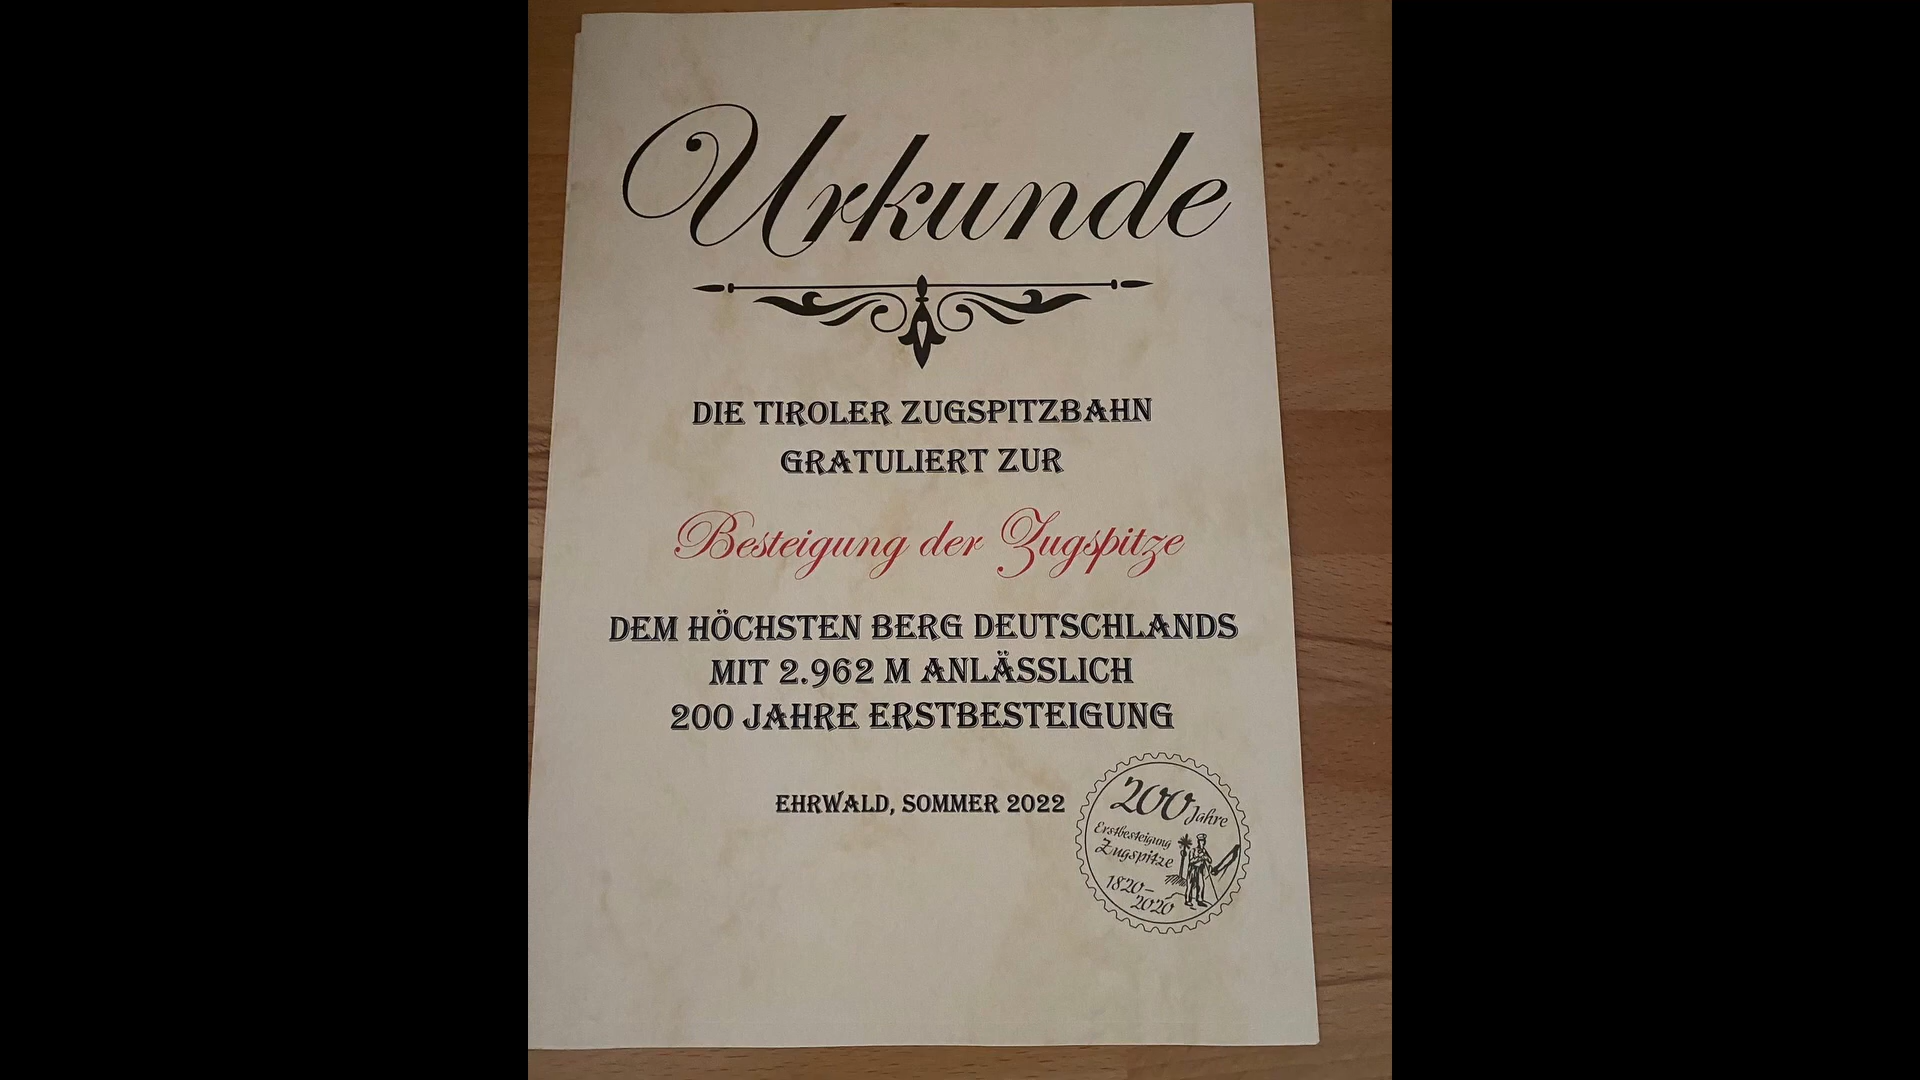 Urkunde
DIE TIROLER ZUGSPITZBAHN
GRATULIERT ZUR
Besteigung der Zugspitze
DEM HÖCHSTEN BERG DEUTSCHLANDS
MIT 2.962 M ANLÄSSLICH
200 JAHRE ERSTBESTEIGUNG
EHRWALD, SOMMER 2022
200 Jahre
Erstbesteigung
Zugspitze
1820-
2020